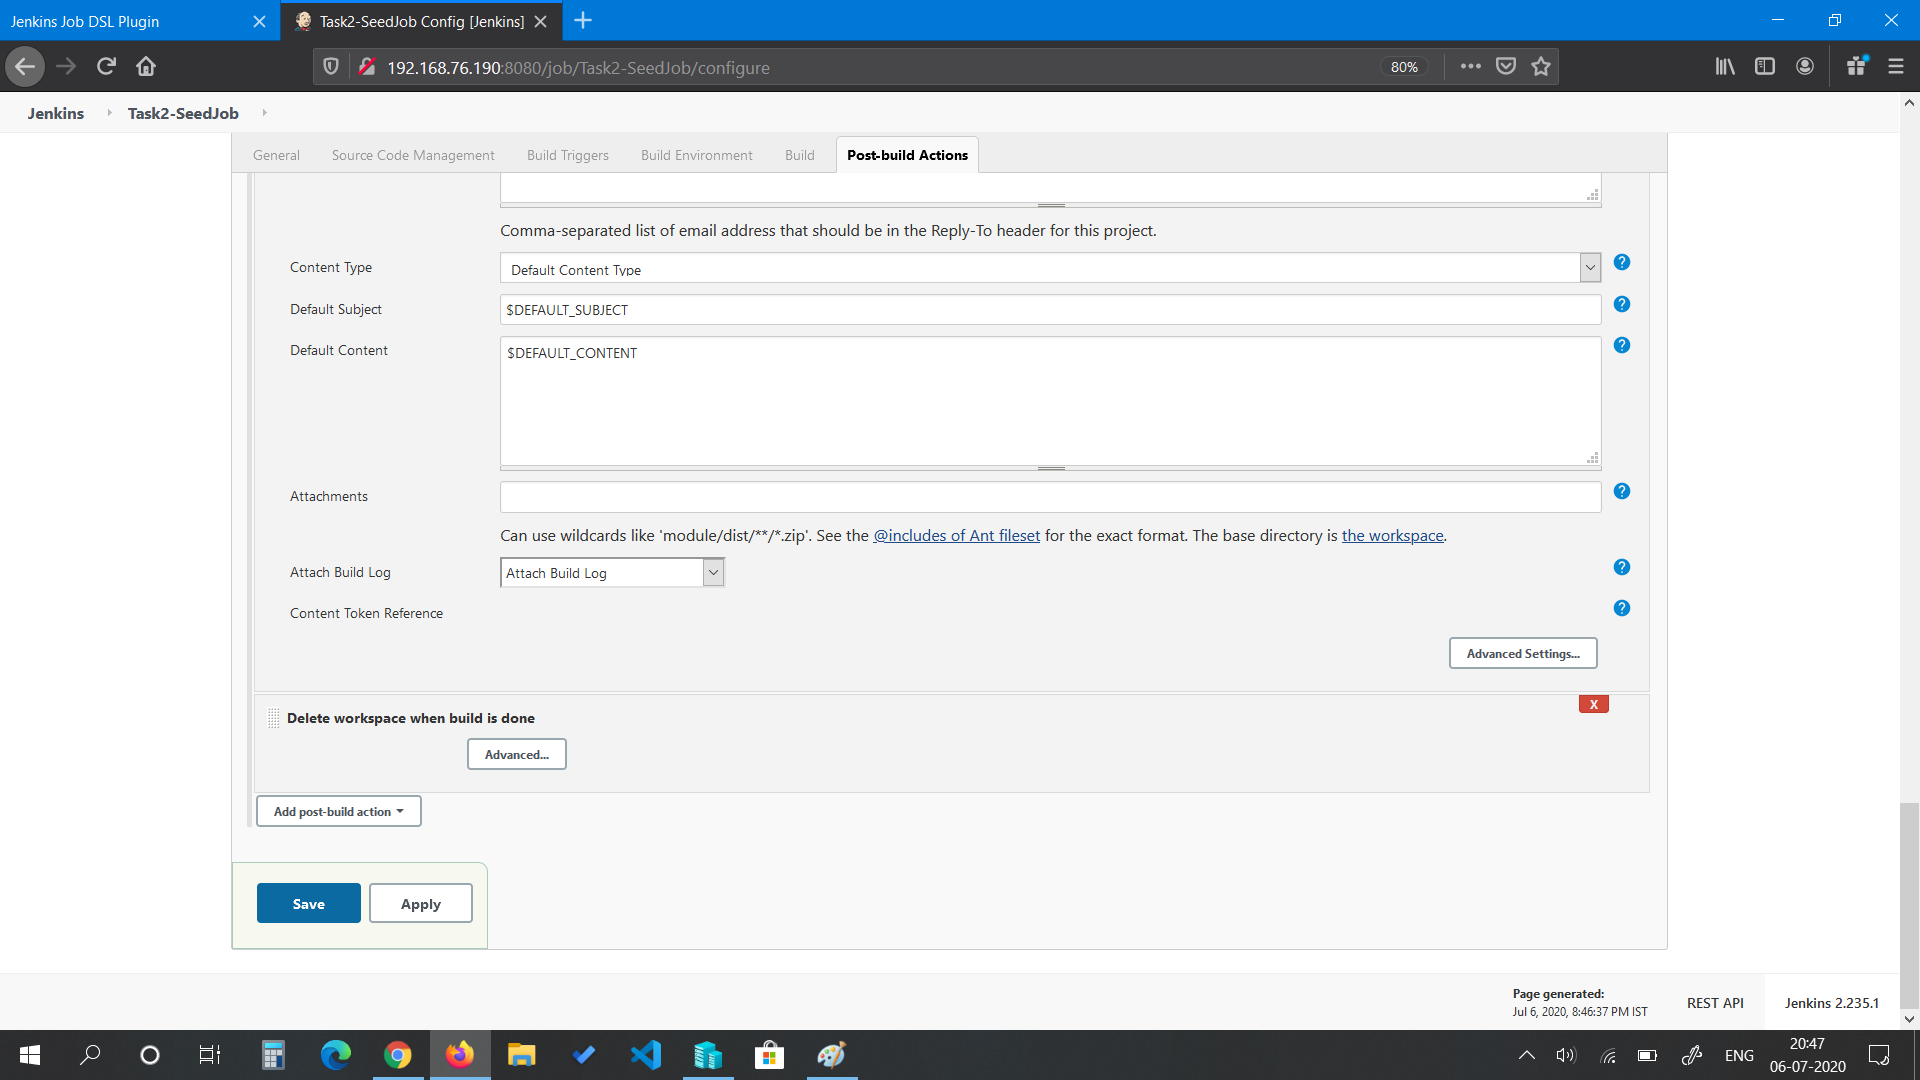 Jenkins Job DSL Plugin
Task2-SeedJob Config [Jenkins]
192.168.76.190:8080/job/Task2-SeedJob/configure
80%
Jenkins
Task2-SeedJob
General
Source Code Management
Build Triggers
Build Environment
Build
Post-build Actions
Comma-separated list of email address that should be in the Reply-To header for this project.
Content Type
Default Content Type
Default Subject
$DEFAULT_SUBJECT
Default Content
$DEFAULT_CONTENT
Attachments
Can use wildcards like 'module/dist/**/*.zip'. See the @includes of Ant fileset for the exact format. The base directory is the workspace.
Attach Build Log
Attach Build Log
Content Token Reference
Advanced Settings...
X
Delete workspace when build is done
Advanced...
Add post-build action
Save
Apply
Page generated:
Jul 6, 2020, 8:46:37 PM IST
REST API
Jenkins 2.235.1
ENG
20:47
06-07-2020